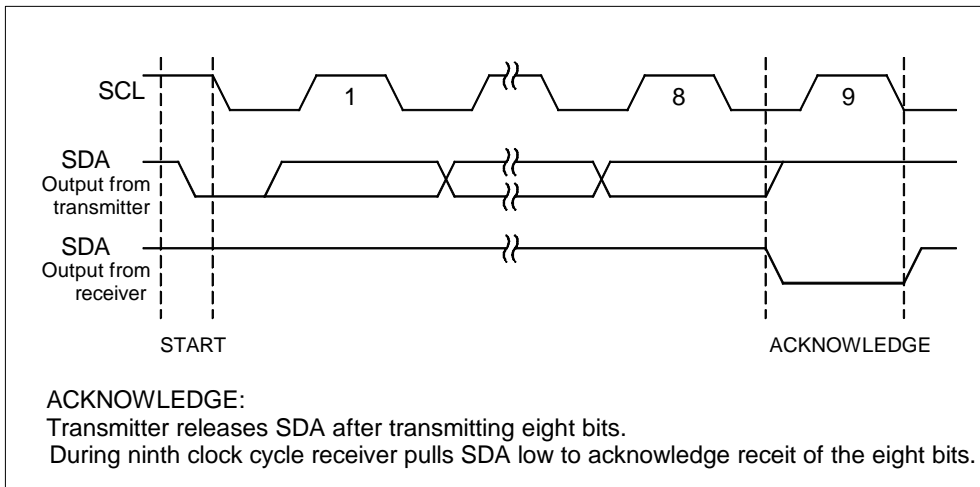 SCL
1
8
9
SDA
Output from
transmitter
SDA
Output from
receiver
START
ACKNOWLEDGE
ACKNOWLEDGE:
Transmitter releases SDA after transmitting eight bits.
During ninth clock cycle receiver pulls SDA low to acknowledge receit of the eight bits.